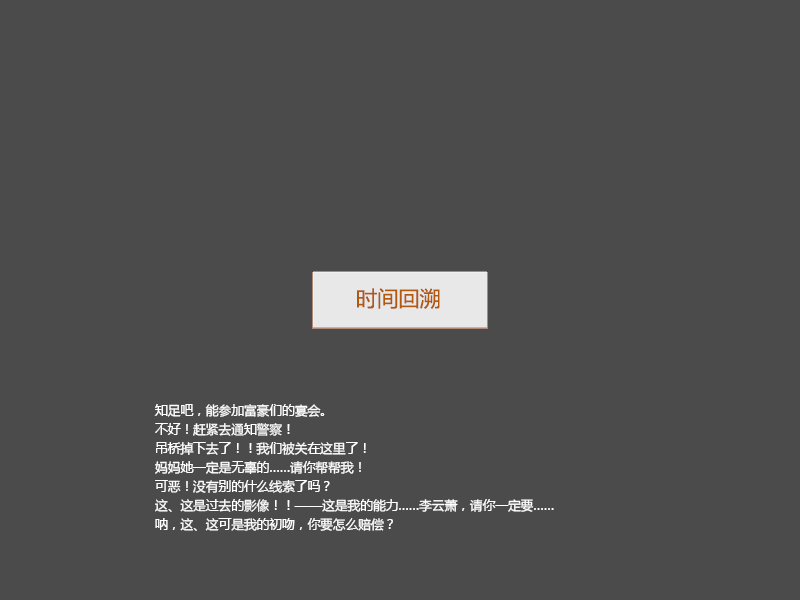 时间回溯
知足吧，能参加富豪们的宴会。
不好！赶紧去通知警察！
吊桥掉下去了！！我们被关在这里了！
妈妈她一定是无辜的……请你帮帮我！
可恶！没有别的什么线索了吗？
这、这是过去的影像！！——这是我的能力……李云萧，请你一定要……
呐，这、这可是我的初吻，你要怎么赔偿？